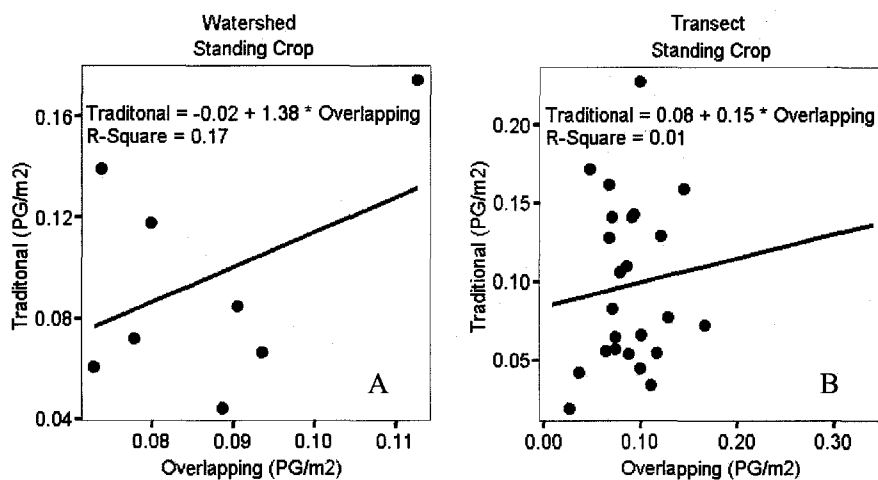 Watershed
Standing Crop
Traditonal = -0.02 + 1.38 * Overlapping
R-Square = 0.17
Traditonal (PG/m2)
0.16
0.12
0.08
0.04
A
0.08 0.09 0.10 0.11
Overlapping (PG/m2)
Transect
Standing Crop
Traditional = 0.08 + 0.15 * Overlapping
R-Square = 0.01
Traditional (PG/m2)
0.20
0.15
0.10
0.05
B
0.00 0.10 0.20 0.30
Overlapping (PG/m2)